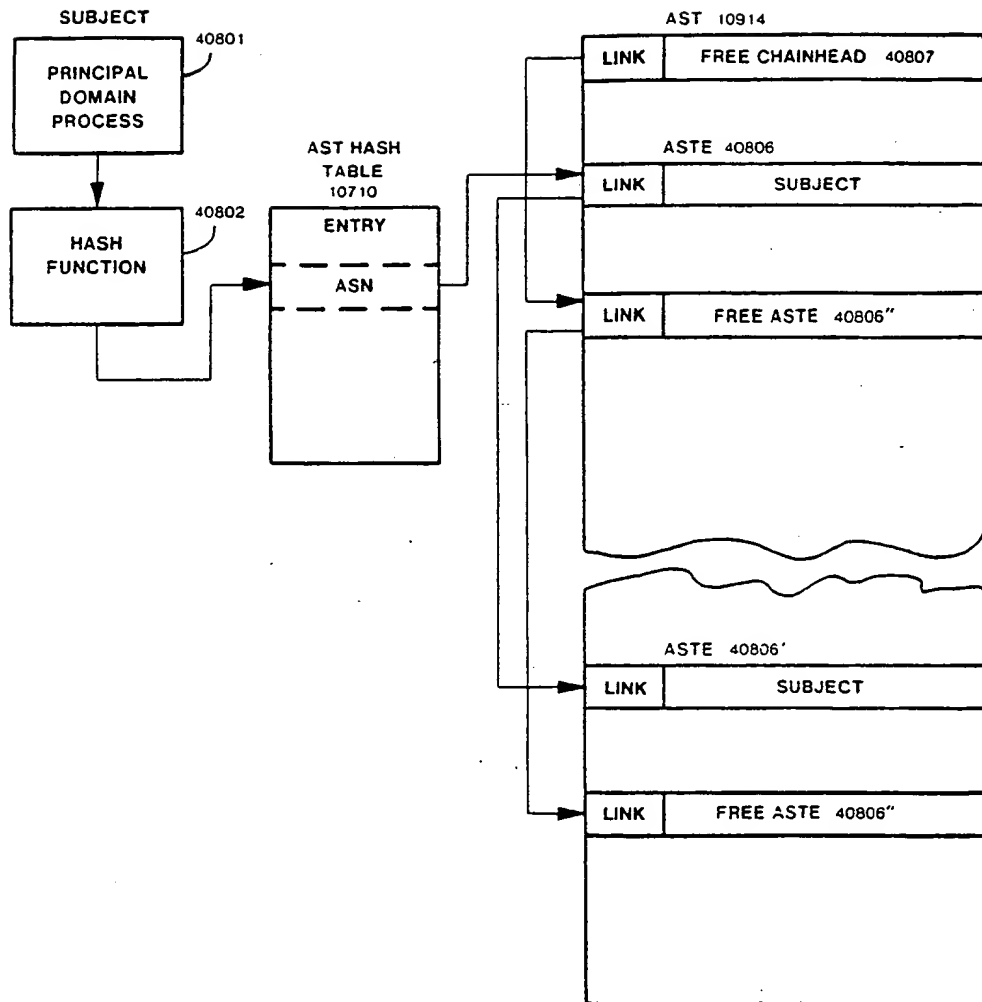 SUBJECT
40801
PRINCIPAL
DOMAIN
PROCESS
40802
HASH
FUNCTION
AST HASH
TABLE
10710
ENTRY
ASN
AST 10914
LINK FREE CHAINHEAD 40807
ASTE 40806
LINK SUBJECT
LINK FREE ASTE 40806"
ASTE 40806'
LINK SUBJECT
LINK FREE ASTE 40806"